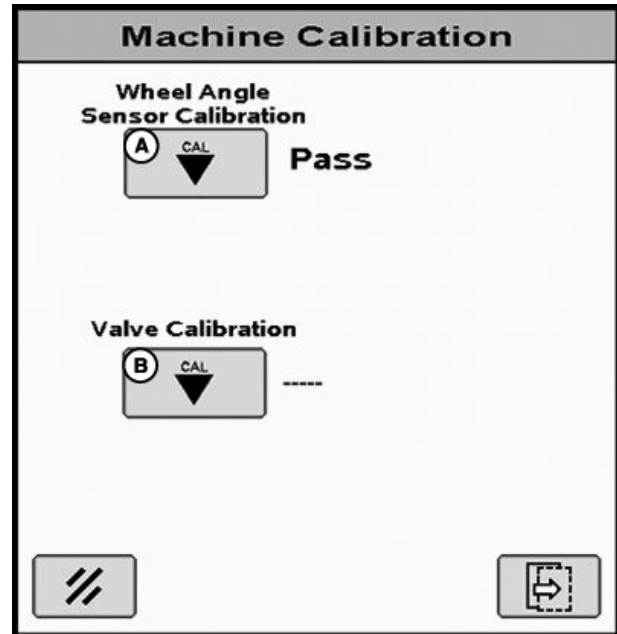 Machine Calibration
Wheel Angle
Sensor Calibration
A CAL
Pass
Valve Calibration
B CAL
-----